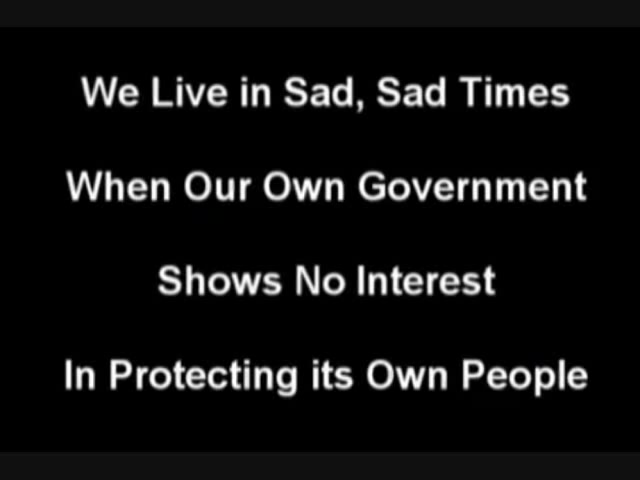 We Live in Sad, Sad Times
When Our Own Government
Shows No Interest
In Protecting its Own People